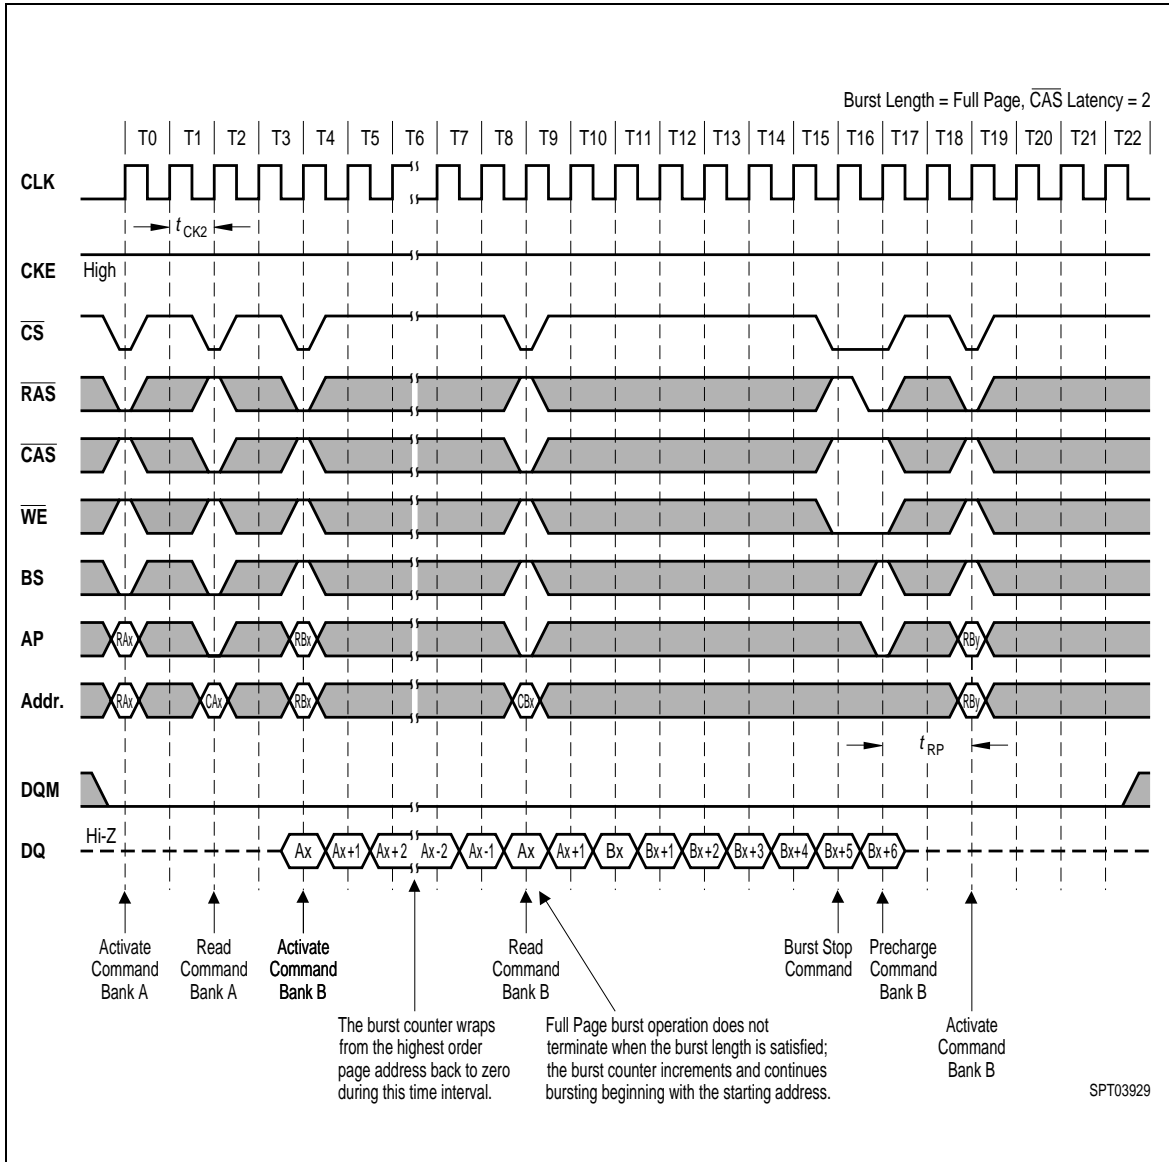 Burst Length = Full Page, CAS Latency = 2
T0 T1 T2 T3 T4 T5 T6 T7 T8 T9 T10 T11 T12 T13 T14 T15 T16 T17 T18 T19 T20 T21 T22
CLK
t CK2
CKE High
CS
RAS
CAS
WE
BS
AP RAx RBx RBy
Addr. RAx CAx RBx CBx RBy
t RP
DQM
Hi-Z
DQ Ax Ax+1 Ax+2 Ax-2 Ax-1 Ax Ax+1 Bx Bx+1 Bx+2 Bx+3 Bx+4 Bx+5 Bx+6
Activate
Command
Bank A
Read
Command
Bank A
Activate
Command
Bank B
Read
Command
Bank B
Burst Stop
Command
Precharge
Command
Bank B
The burst counter wraps
from the highest order
page address back to zero
during this time interval.
Full Page burst operation does not
terminate when the burst length is satisfied;
the burst counter increments and continues
bursting beginning with the starting address.
Activate
Command
Bank B
SPT03929